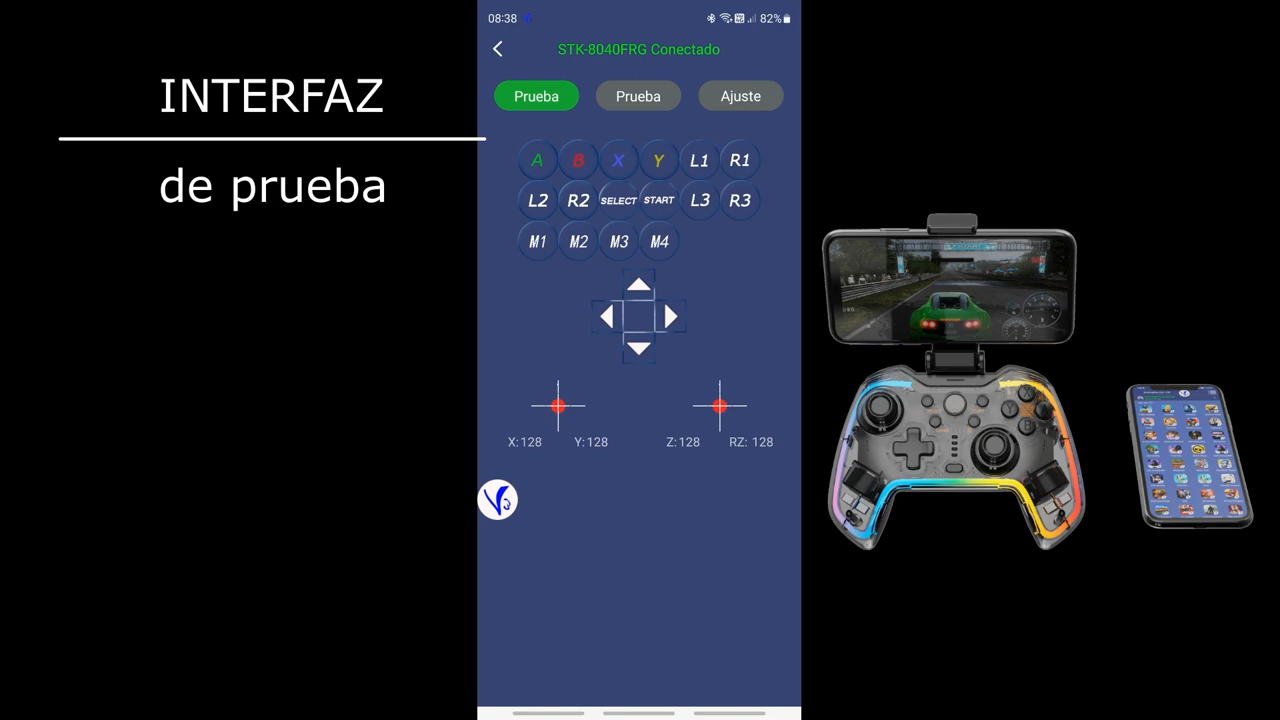 INTERFAZ
de prueba
08:38
82%
STK-8040FRG Conectado
Prueba
Prueba
Ajuste
A
B
X
Y
L1
R1
L2
R2
SELECT
START
L3
R3
M1
M2
M3
M4
X:128
Y:128
Z:128
RZ: 128
X
Y
B